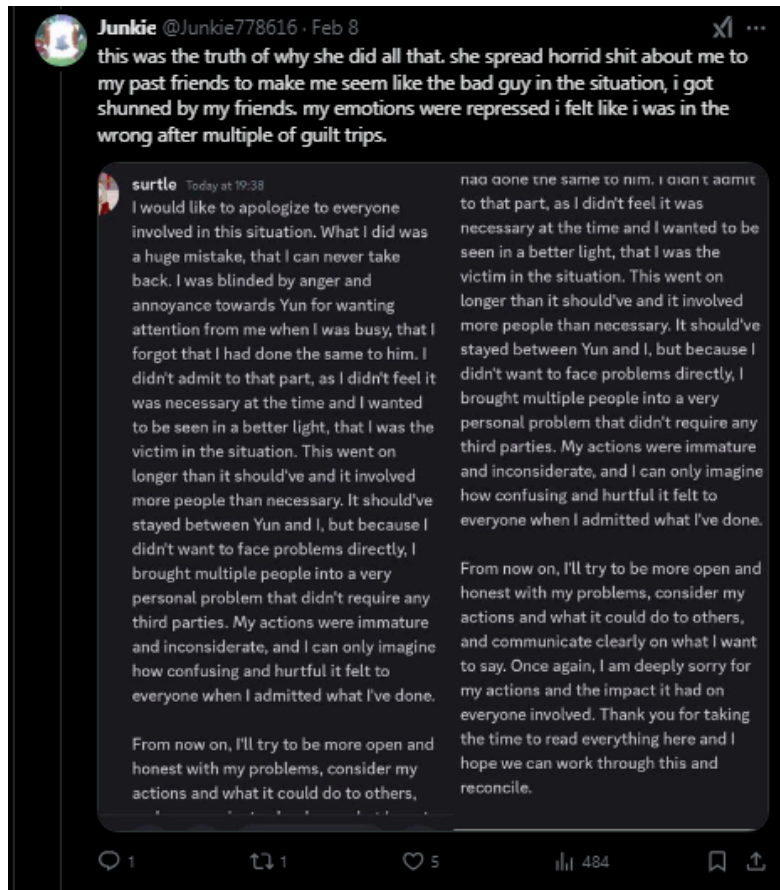 Junkie @Junkie778616 · Feb 8
this was the truth of why she did all that. she spread horrid shit about me to
my past friends to make me seem like the bad guy in the situation, i got
shunned by my friends. my emotions were repressed i felt like i was in the
wrong after multiple of guilt trips.
surtle Today at 19:38
I would like to apologize to everyone
involved in this situation. What I did was
a huge mistake, that I can never take
back. I was blinded by anger and
annoyance towards Yun for wanting
attention from me when I was busy, that I
forgot that I had done the same to him. I
didn't admit to that part, as I didn't feel it
was necessary at the time and I wanted
to be seen in a better light, that I was the
victim in the situation. This went on
longer than it should've and it involved
more people than necessary. It should've
stayed between Yun and I, but because I
didn't want to face problems directly, I
brought multiple people into a very
personal problem that didn't require any
third parties. My actions were immature
and inconsiderate, and I can only imagine
how confusing and hurtful it felt to
everyone when I admitted what I've done.
From now on, I'll try to be more open and
honest with my problems, consider my
actions and what it could do to others,
had done the same to him. I didn't admit
to that part, as I didn't feel it was
necessary at the time and I wanted to be
seen in a better light, that I was the
victim in the situation. This went on
longer than it should've and it involved
more people than necessary. It should've
stayed between Yun and I, but because I
didn't want to face problems directly, I
brought multiple people into a very
personal problem that didn't require any
third parties. My actions were immature
and inconsiderate, and I can only imagine
how confusing and hurtful it felt to
everyone when I admitted what I've done.
From now on, I'll try to be more open and
honest with my problems, consider my
actions and what it could do to others,
and communicate clearly on what I want
to say. Once again, I am deeply sorry for
my actions and the impact it had on
everyone involved. Thank you for taking
the time to read everything here and I
hope we can work through this and
reconcile.
1 1 5 484